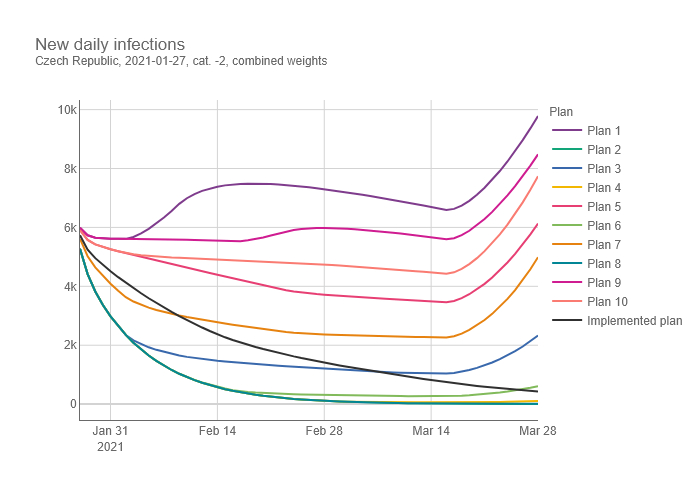 New daily infections
Czech Republic, 2021-01-27, cat. -2, combined weights
10k
8k
6k
4k
2k
0
Jan 31
2021
Feb 14
Feb 28
Mar 14
Mar 28
Plan
Plan 1
Plan 2
Plan 3
Plan 4
Plan 5
Plan 6
Plan 7
Plan 8
Plan 9
Plan 10
Implemented plan